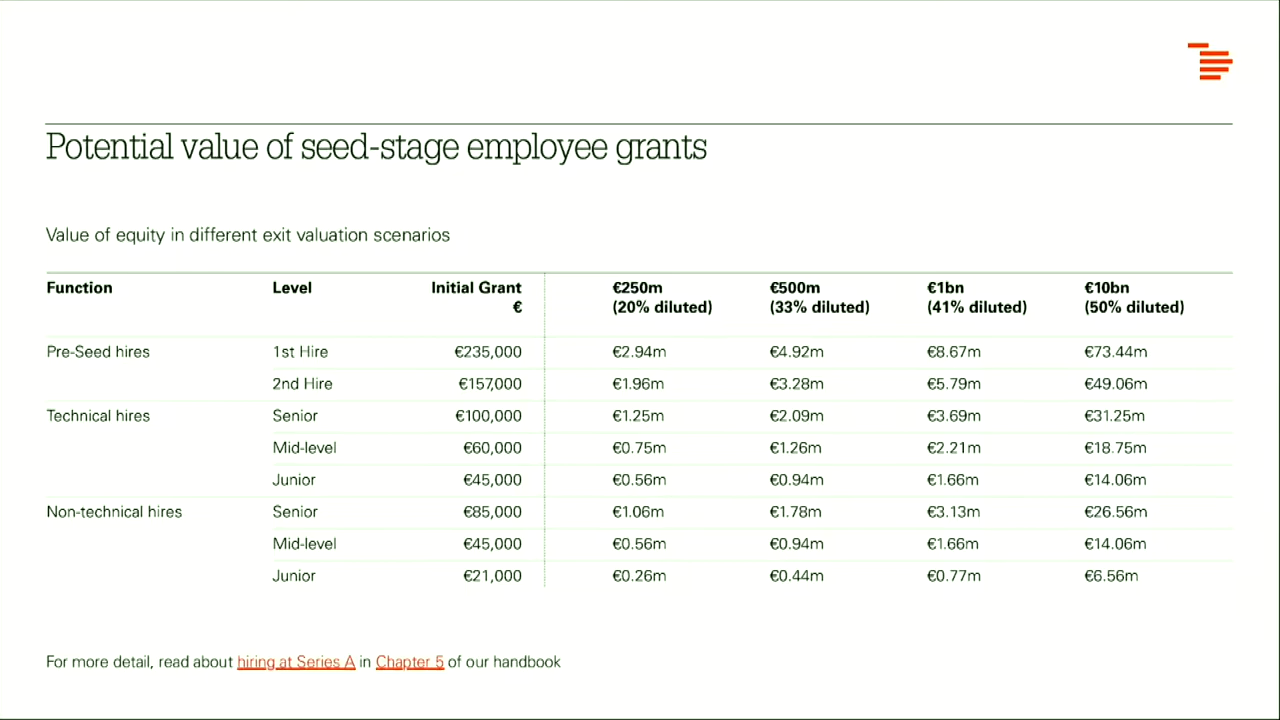 Potential value of seed-stage employee grants
Value of equity in different exit valuation scenarios
Function Level Initial Grant € €250m (20% diluted) €500m (33% diluted) €1bn (41% diluted) €10bn (50% diluted)
Pre-Seed hires 1st Hire €235,000 €2.94m €4.92m €8.67m €73.44m
2nd Hire €157,000 €1.96m €3.28m €5.79m €49.06m
Technical hires Senior €100,000 €1.25m €2.09m €3.69m €31.25m
Mid-level €60,000 €0.75m €1.26m €2.21m €18.75m
Junior €45,000 €0.56m €0.94m €1.66m €14.06m
Non-technical hires Senior €85,000 €1.06m €1.78m €3.13m €26.56m
Mid-level €45,000 €0.56m €0.94m €1.66m €14.06m
Junior €21,000 €0.26m €0.44m €0.77m €6.56m
For more detail, read about hiring at Series A in Chapter 5 of our handbook